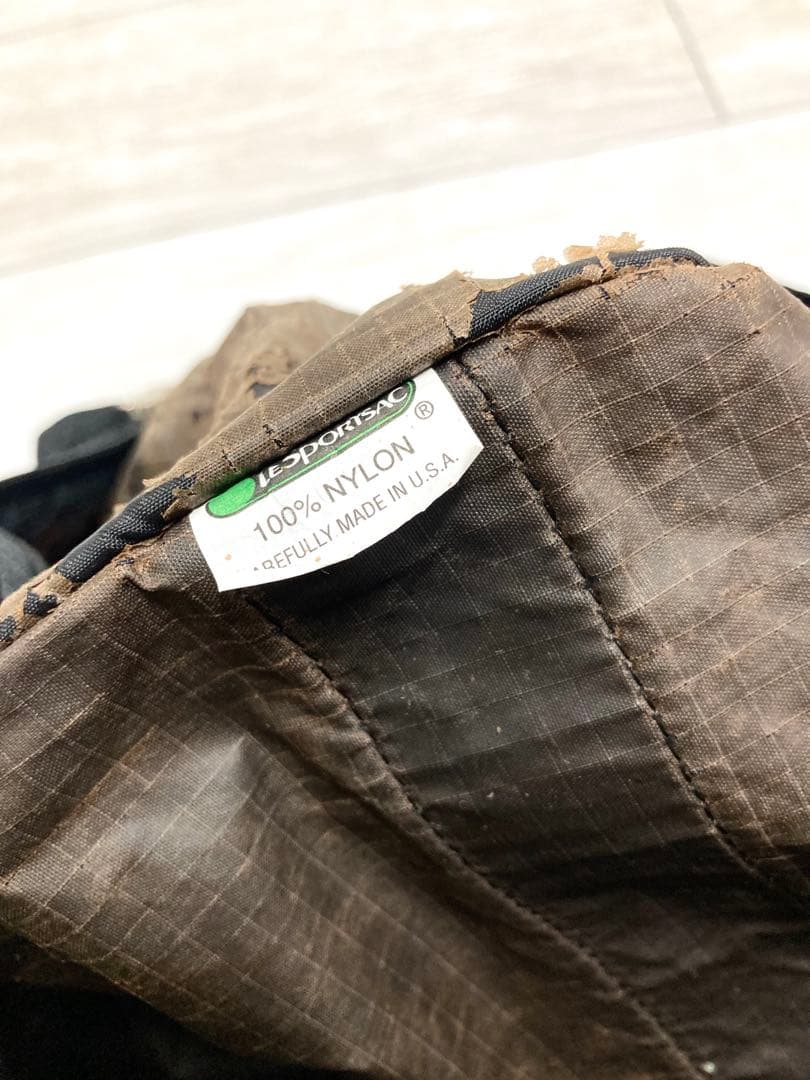 LeSportsac
®
100% NYLON
AREFULLY MADE IN U.S.A.